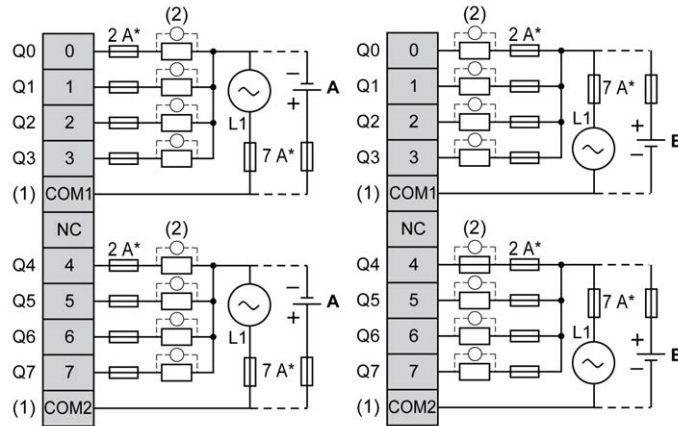 (2)
Q0 0 2 A*
Q1 1
Q2 2
Q3 3
(1) COM1
L1
7 A*
−
+
A
NC
(2)
Q4 4 2 A*
Q5 5
Q6 6
Q7 7
(1) COM2
L1
7 A*
−
+
A
(2)
Q0 0 2 A*
Q1 1
Q2 2
Q3 3
(1) COM1
7 A*
L1
+
−
NC
(2)
Q4 4 2 A*
Q5 5
Q6 6
Q7 7
(1) COM2
7 A*
L1
+
−